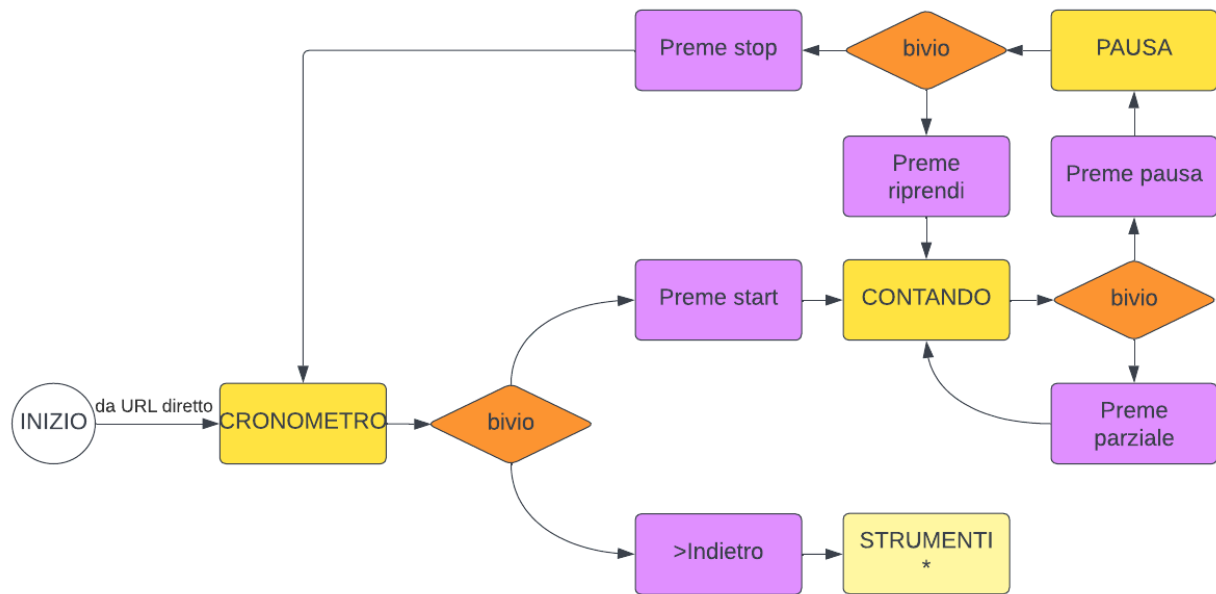 Preme stop
bivio
PAUSA
Preme
riprendi
Preme pausa
Preme start
CONTANDO
bivio
da URL diretto
INIZIO
CRONOMETRO
bivio
Preme
parziale
>Indietro
STRUMENTI
*